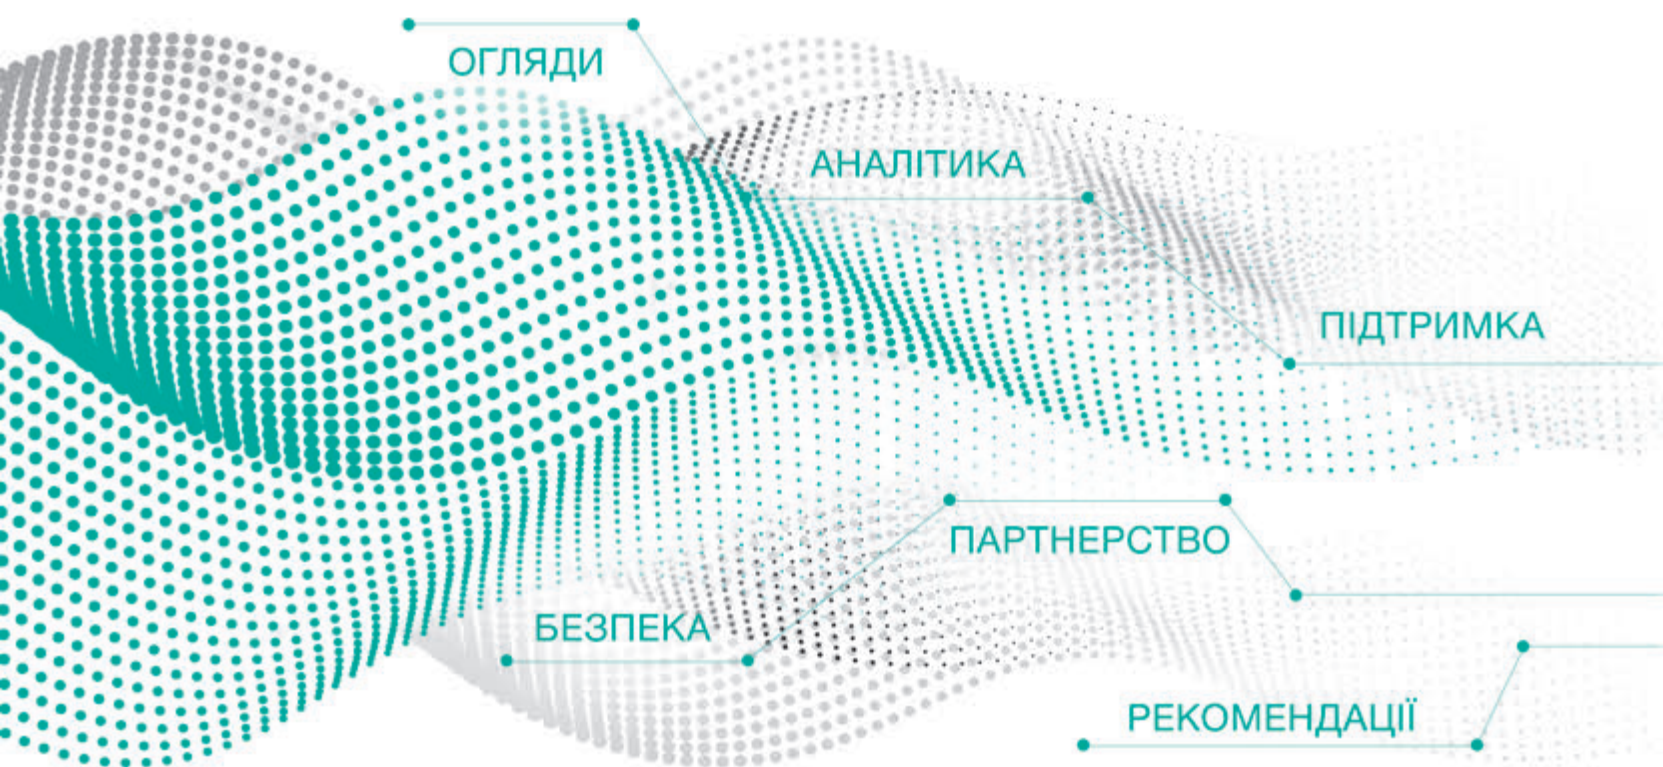 ОГЛЯДИ
АНАЛІТИКА
ПІДТРИМКА
ПАРТНЕРСТВО
БЕЗПЕКА
РЕКОМЕНДАЦІЇ